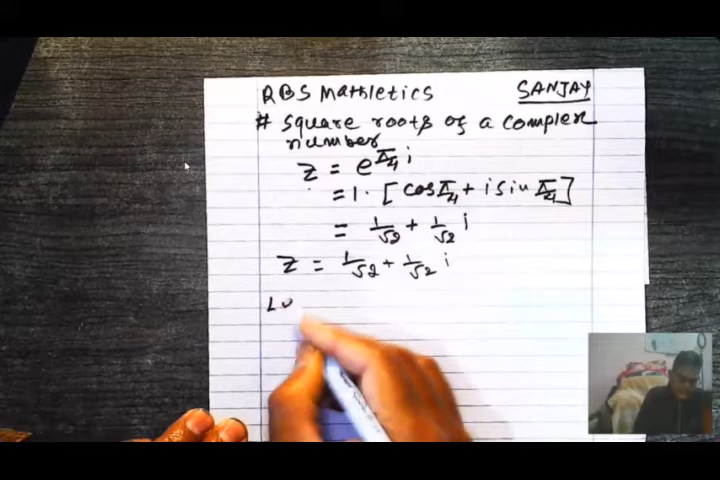 RBS Mathletics SANJAY
# Square roots of a complex
number
z = e^{π/4 i}
= 1. [cos π/4 + i sin π/4]
= 1/√2 + 1/√2 i
z = 1/√2 + 1/√2 i